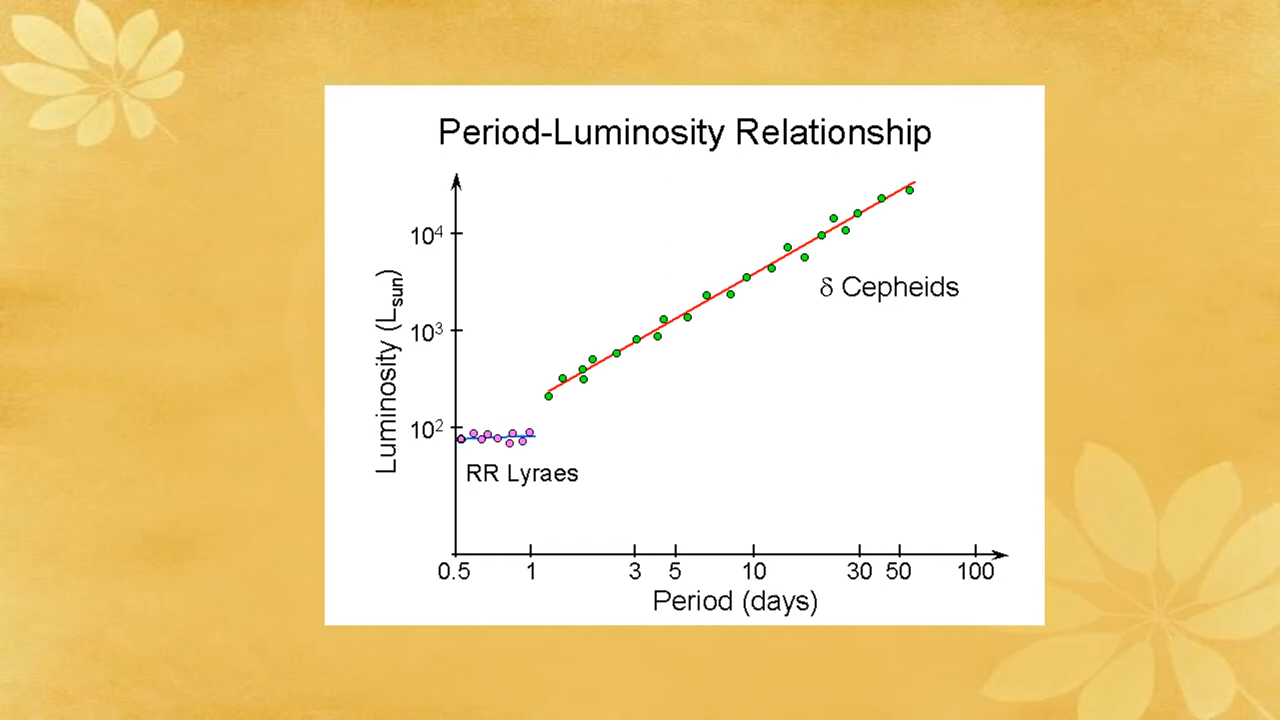 Period-Luminosity Relationship
Luminosity (Lsun)
10⁴
10³
10²
δ Cepheids
RR Lyraes
0.5 1 3 5 10 30 50 100
Period (days)